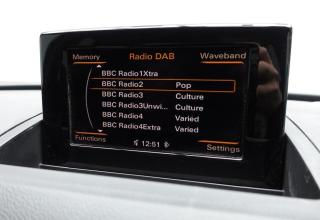 Memory Radio DAB Waveband
BBC Radio1Xtra
BBC Radio2 Pop
BBC Radio3 Culture
BBC Radio3Unwi... Culture
BBC Radio4 Varied
BBC Radio4Extra Varied
Functions 12:51 Settings